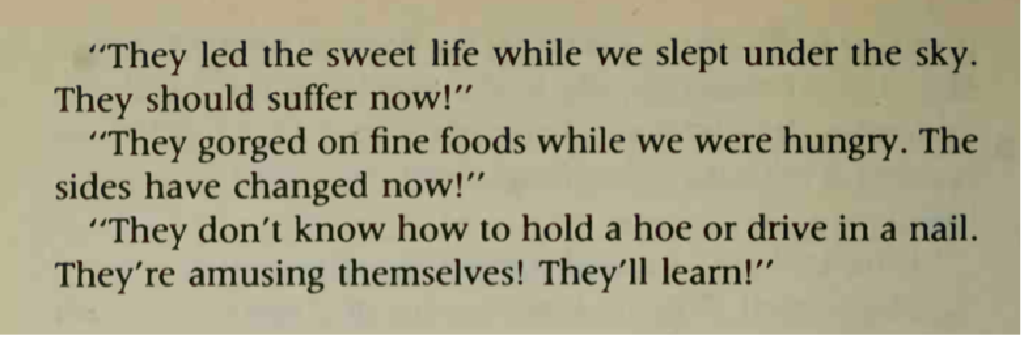 “They led the sweet life while we slept under the sky.
They should suffer now!”
“They gorged on fine foods while we were hungry. The
sides have changed now!”
“They don’t know how to hold a hoe or drive in a nail.
They’re amusing themselves! They’ll learn!”